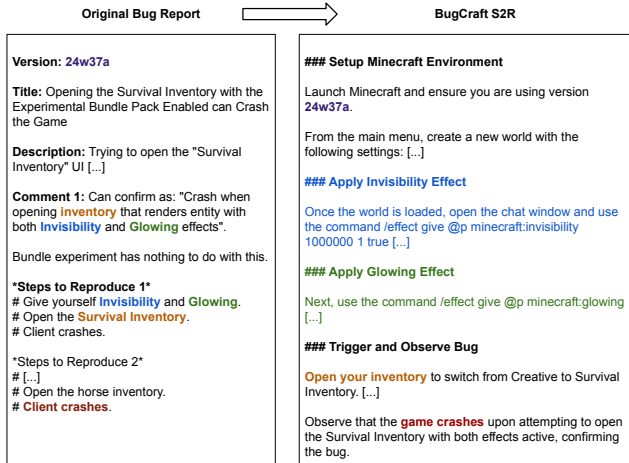 Original Bug Report
BugCraft S2R
Version: 24w37a
Title: Opening the Survival Inventory with the
Experimental Bundle Pack Enabled can Crash
the Game
Description: Trying to open the "Survival
Inventory" UI [...]
Comment 1: Can confirm as: "Crash when
opening inventory that renders entity with
both Invisibility and Glowing effects".
Bundle experiment has nothing to do with this.
*Steps to Reproduce 1*
# Give yourself Invisibility and Glowing.
# Open the Survival Inventory.
# Client crashes.
*Steps to Reproduce 2*
# [...]
# Open the horse inventory.
# Client crashes.
### Setup Minecraft Environment
Launch Minecraft and ensure you are using version
24w37a.
From the main menu, create a new world with the
following settings: [...]
### Apply Invisibility Effect
Once the world is loaded, open the chat window and use
the command /effect give @p minecraft:invisibility
1000000 1 true [...]
### Apply Glowing Effect
Next, use the command /effect give @p minecraft:glowing
[...]
### Trigger and Observe Bug
Open your inventory to switch from Creative to Survival
Inventory. [...]
Observe that the game crashes upon attempting to open
the Survival Inventory with both effects active, confirming
the bug.